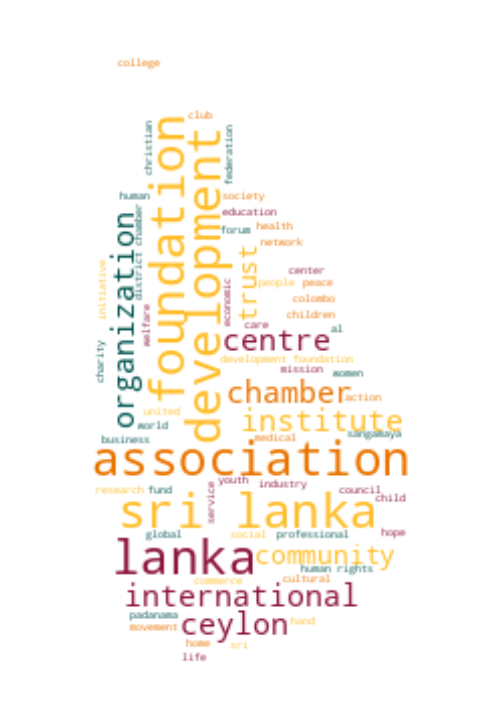 college
club
christian
foundation
development
federation
human
society
education
organization
district chamber
forum
health
network
trust
center
initiative
people
peace
economic
colombo
welfare
children
care
al
centre
charity
development foundation
mission
women
chamber
action
united
institute
world
sangamaya
business
medical
association
youth
industry
research
fund
service
council
child
sri lanka
global
social
professional
hope
lanka
community
human rights
commerce
cultural
international
padanama
movement
ceylon
hand
home
sri
life